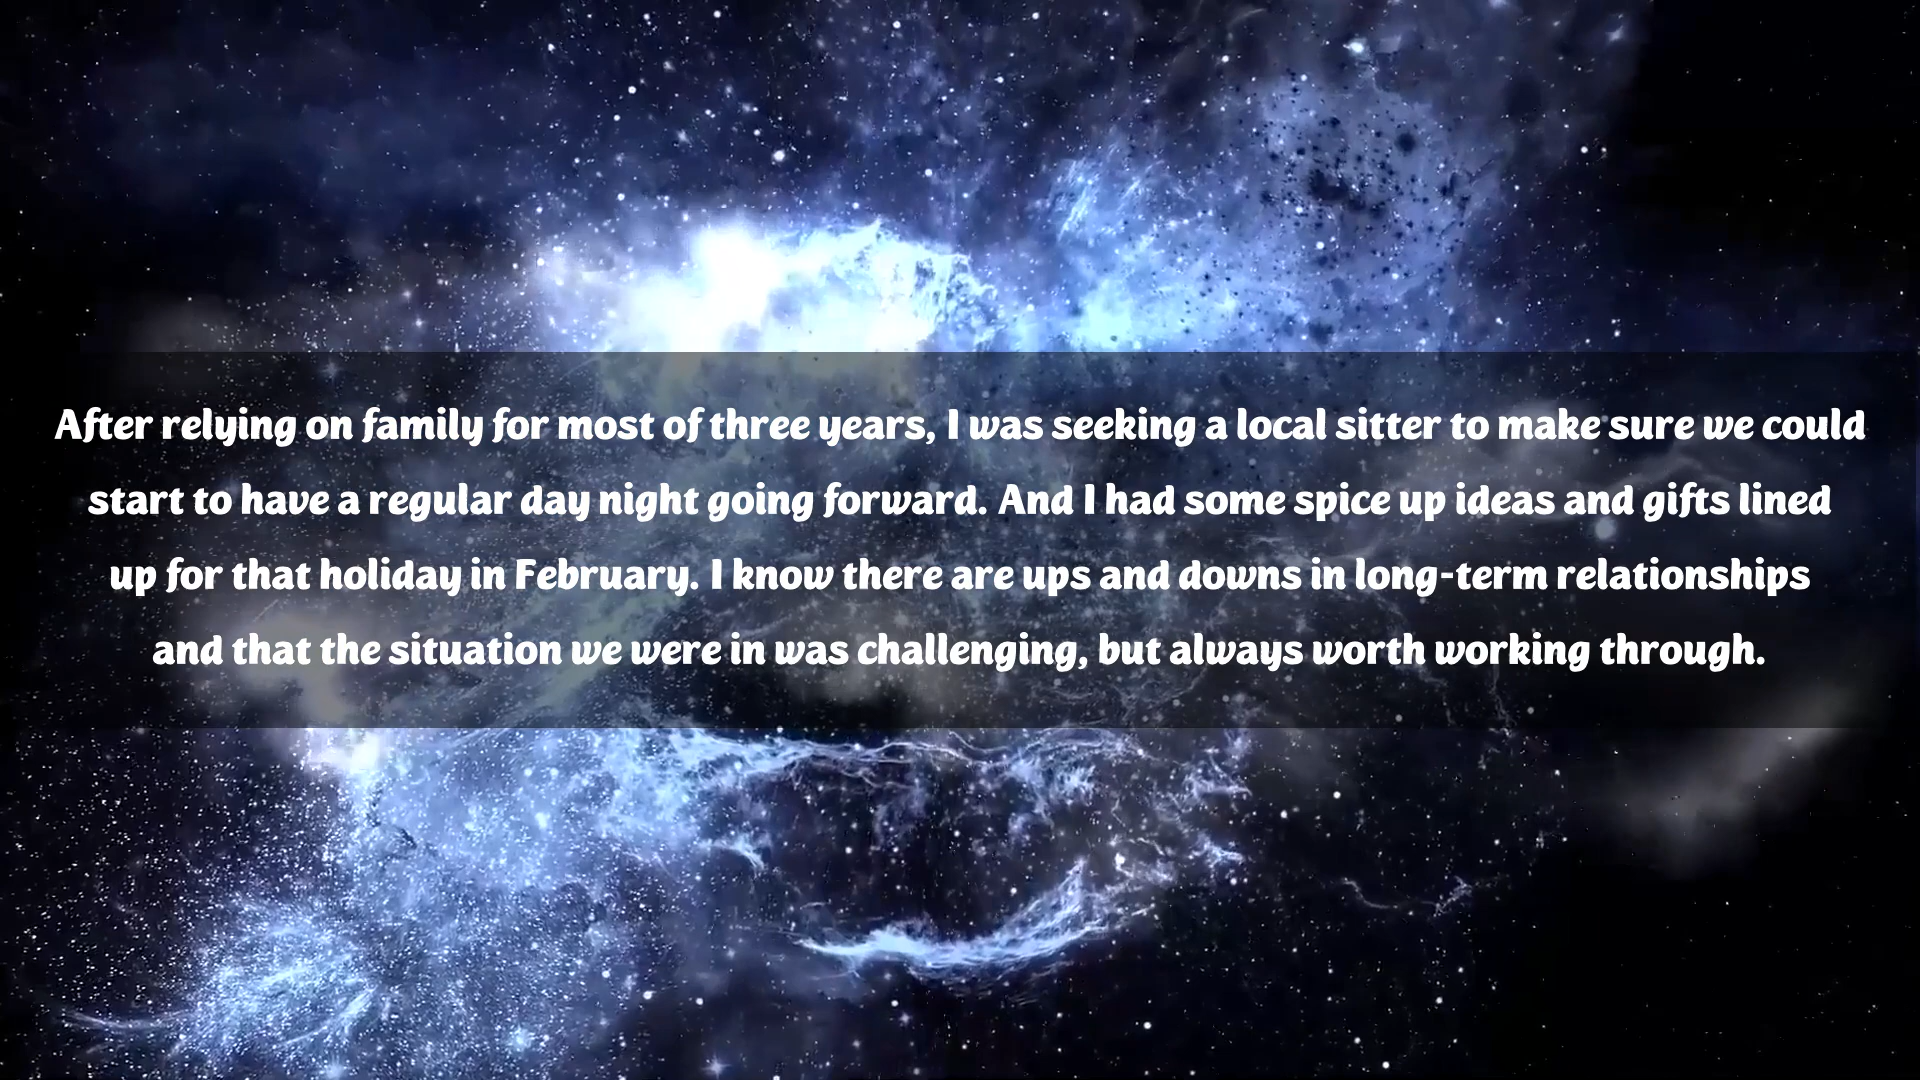 After relying on family for most of three years, I was seeking a local sitter to make sure we could
start to have a regular day night going forward. And I had some spice up ideas and gifts lined
up for that holiday in February. I know there are ups and downs in long-term relationships
and that the situation we were in was challenging, but always worth working through.